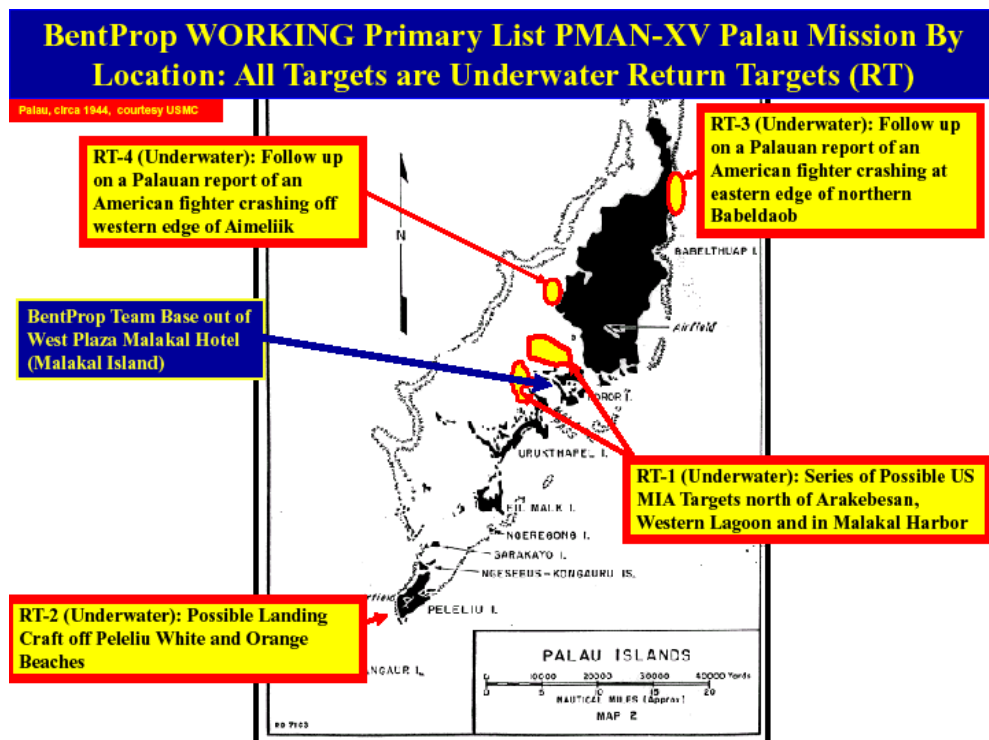 BentProp WORKING Primary List PMAN-XV Palau Mission By
Location: All Targets are Underwater Return Targets (RT)
Palau, circa 1944, courtesy USMC
RT-3 (Underwater): Follow up
on a Palauan report of an
American fighter crashing at
eastern edge of northern
Babeldaob
RT-4 (Underwater): Follow up
on a Palauan report of an
American fighter crashing off
western edge of Aimeliik
N
BABELTHUAP I.
Airfield
BentProp Team Base out of
West Plaza Malakal Hotel
(Malakal Island)
KOROR I.
URUKTHAPEL I.
RT-1 (Underwater): Series of Possible US
MIA Targets north of Arakebesan,
Western Lagoon and in Malakal Harbor
EIL MALK I.
NGEREGONG I.
GARAKAYO I.
NGESEBUS-KONGAURU IS.
PELELIU I.
RT-2 (Underwater): Possible Landing
Craft off Peleliu White and Orange
Beaches
NGAUR I.
PALAU ISLANDS
0 10000 20000 30000 40000 Yards
0 5 10 15 20
NAUTICAL MILES (Approx)
MAP 2